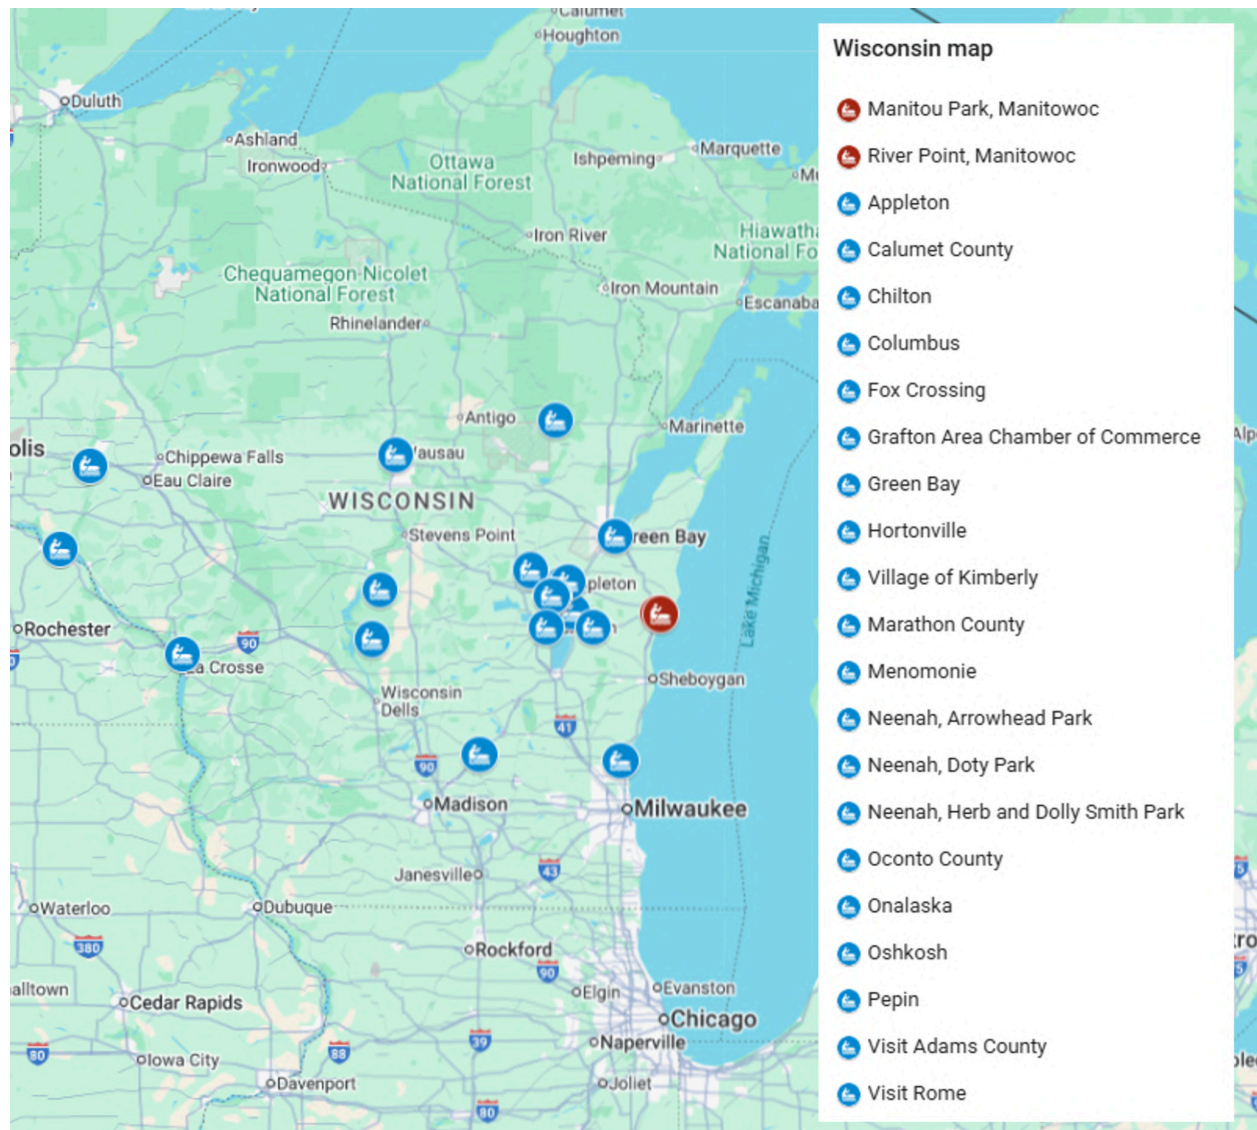 Calumet
Houghton
Duluth
Ashland
Ironwood
Ottawa
National Forest
Ishpeming
Marquette
Mu
Iron River
Hiawatha
National Fo
Chequamegon-Nicolet
National Forest
Iron Mountain
Escanaba
Rhinelander
Antigo
Marinette
olis
Chippewa Falls
ausau
Eau Claire
WISCONSIN
Stevens Point
reen Bay
pleton
Lake Michigan
Rochester
90
La Crosse
Sheboygan
Wisconsin
Dells
41
90
Madison
Milwaukee
Janesville
43
Waterloo
Dubuque
380
Rockford
90
alltown
Elgin
Evanston
Cedar Rapids
Chicago
39
Naperville
80
Iowa City
88
Davenport
Joliet
80
Wisconsin map
Manitou Park, Manitowoc
River Point, Manitowoc
Appleton
Calumet County
Chilton
Columbus
Fox Crossing
Grafton Area Chamber of Commerce
Green Bay
Hortonville
Village of Kimberly
Marathon County
Menomonie
Neenah, Arrowhead Park
Neenah, Doty Park
Neenah, Herb and Dolly Smith Park
Oconto County
Onalaska
Oshkosh
Pepin
Visit Adams County
Visit Rome
Alp
tro